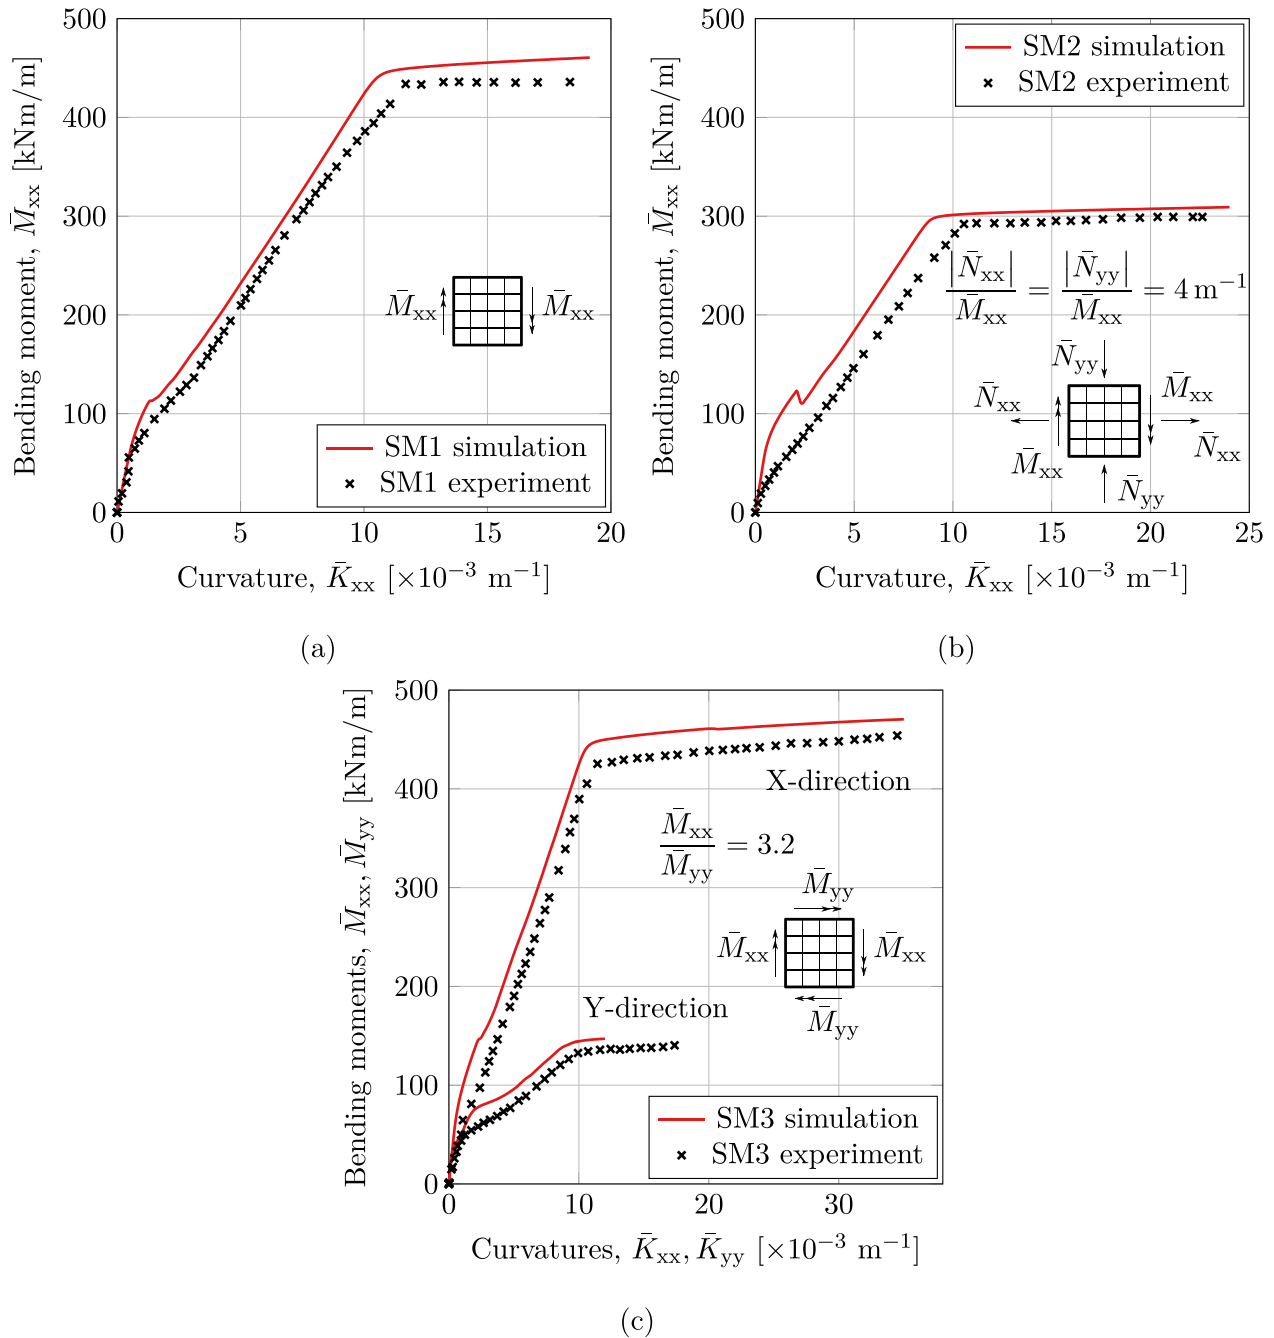 500
400
300
200
100
0
0 5 10 15 20
Bending moment, M̄xx [kNm/m]
Curvature, K̄xx [×10⁻³ m⁻¹]
M̄xx M̄xx
SM1 simulation
SM1 experiment
(a)
500
400
300
200
100
0
0 5 10 15 20 25
Bending moment, M̄xx [kNm/m]
Curvature, K̄xx [×10⁻³ m⁻¹]
SM2 simulation
SM2 experiment
|N̄xx|/M̄xx = |N̄yy|/M̄xx = 4 m⁻¹
N̄yy
N̄xx M̄xx
M̄xx N̄xx
N̄yy
(b)
500
400
300
200
100
0
0 10 20 30
Bending moments, M̄xx, M̄yy [kNm/m]
Curvatures, K̄xx, K̄yy [×10⁻³ m⁻¹]
X-direction
M̄xx/M̄yy = 3.2
M̄yy
M̄xx M̄xx
M̄yy
Y-direction
SM3 simulation
SM3 experiment
(c)